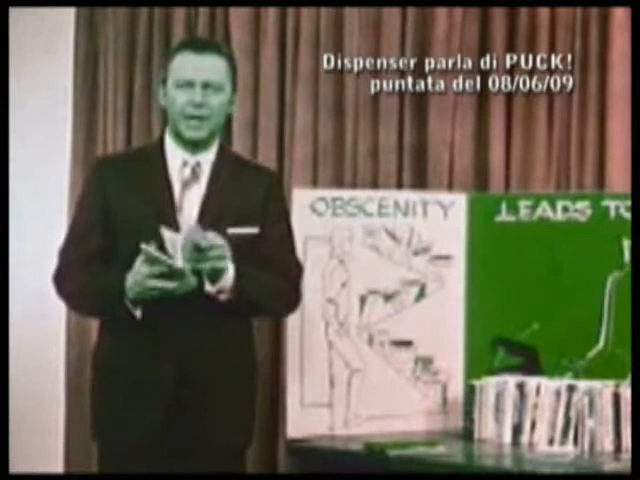 Dispenser parla di PUCK!
puntata del 08/06/09
OBSCENITY
LEADS TO